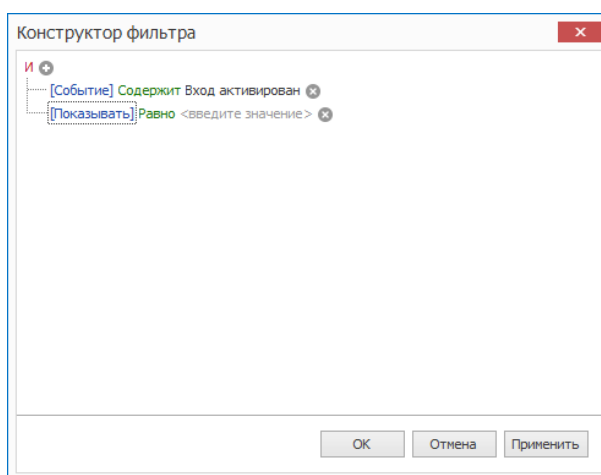 Конструктор фильтра
И
[Событие] Содержит Вход активирован
[Показывать] Равно <введите значение>
OK Отмена Применить